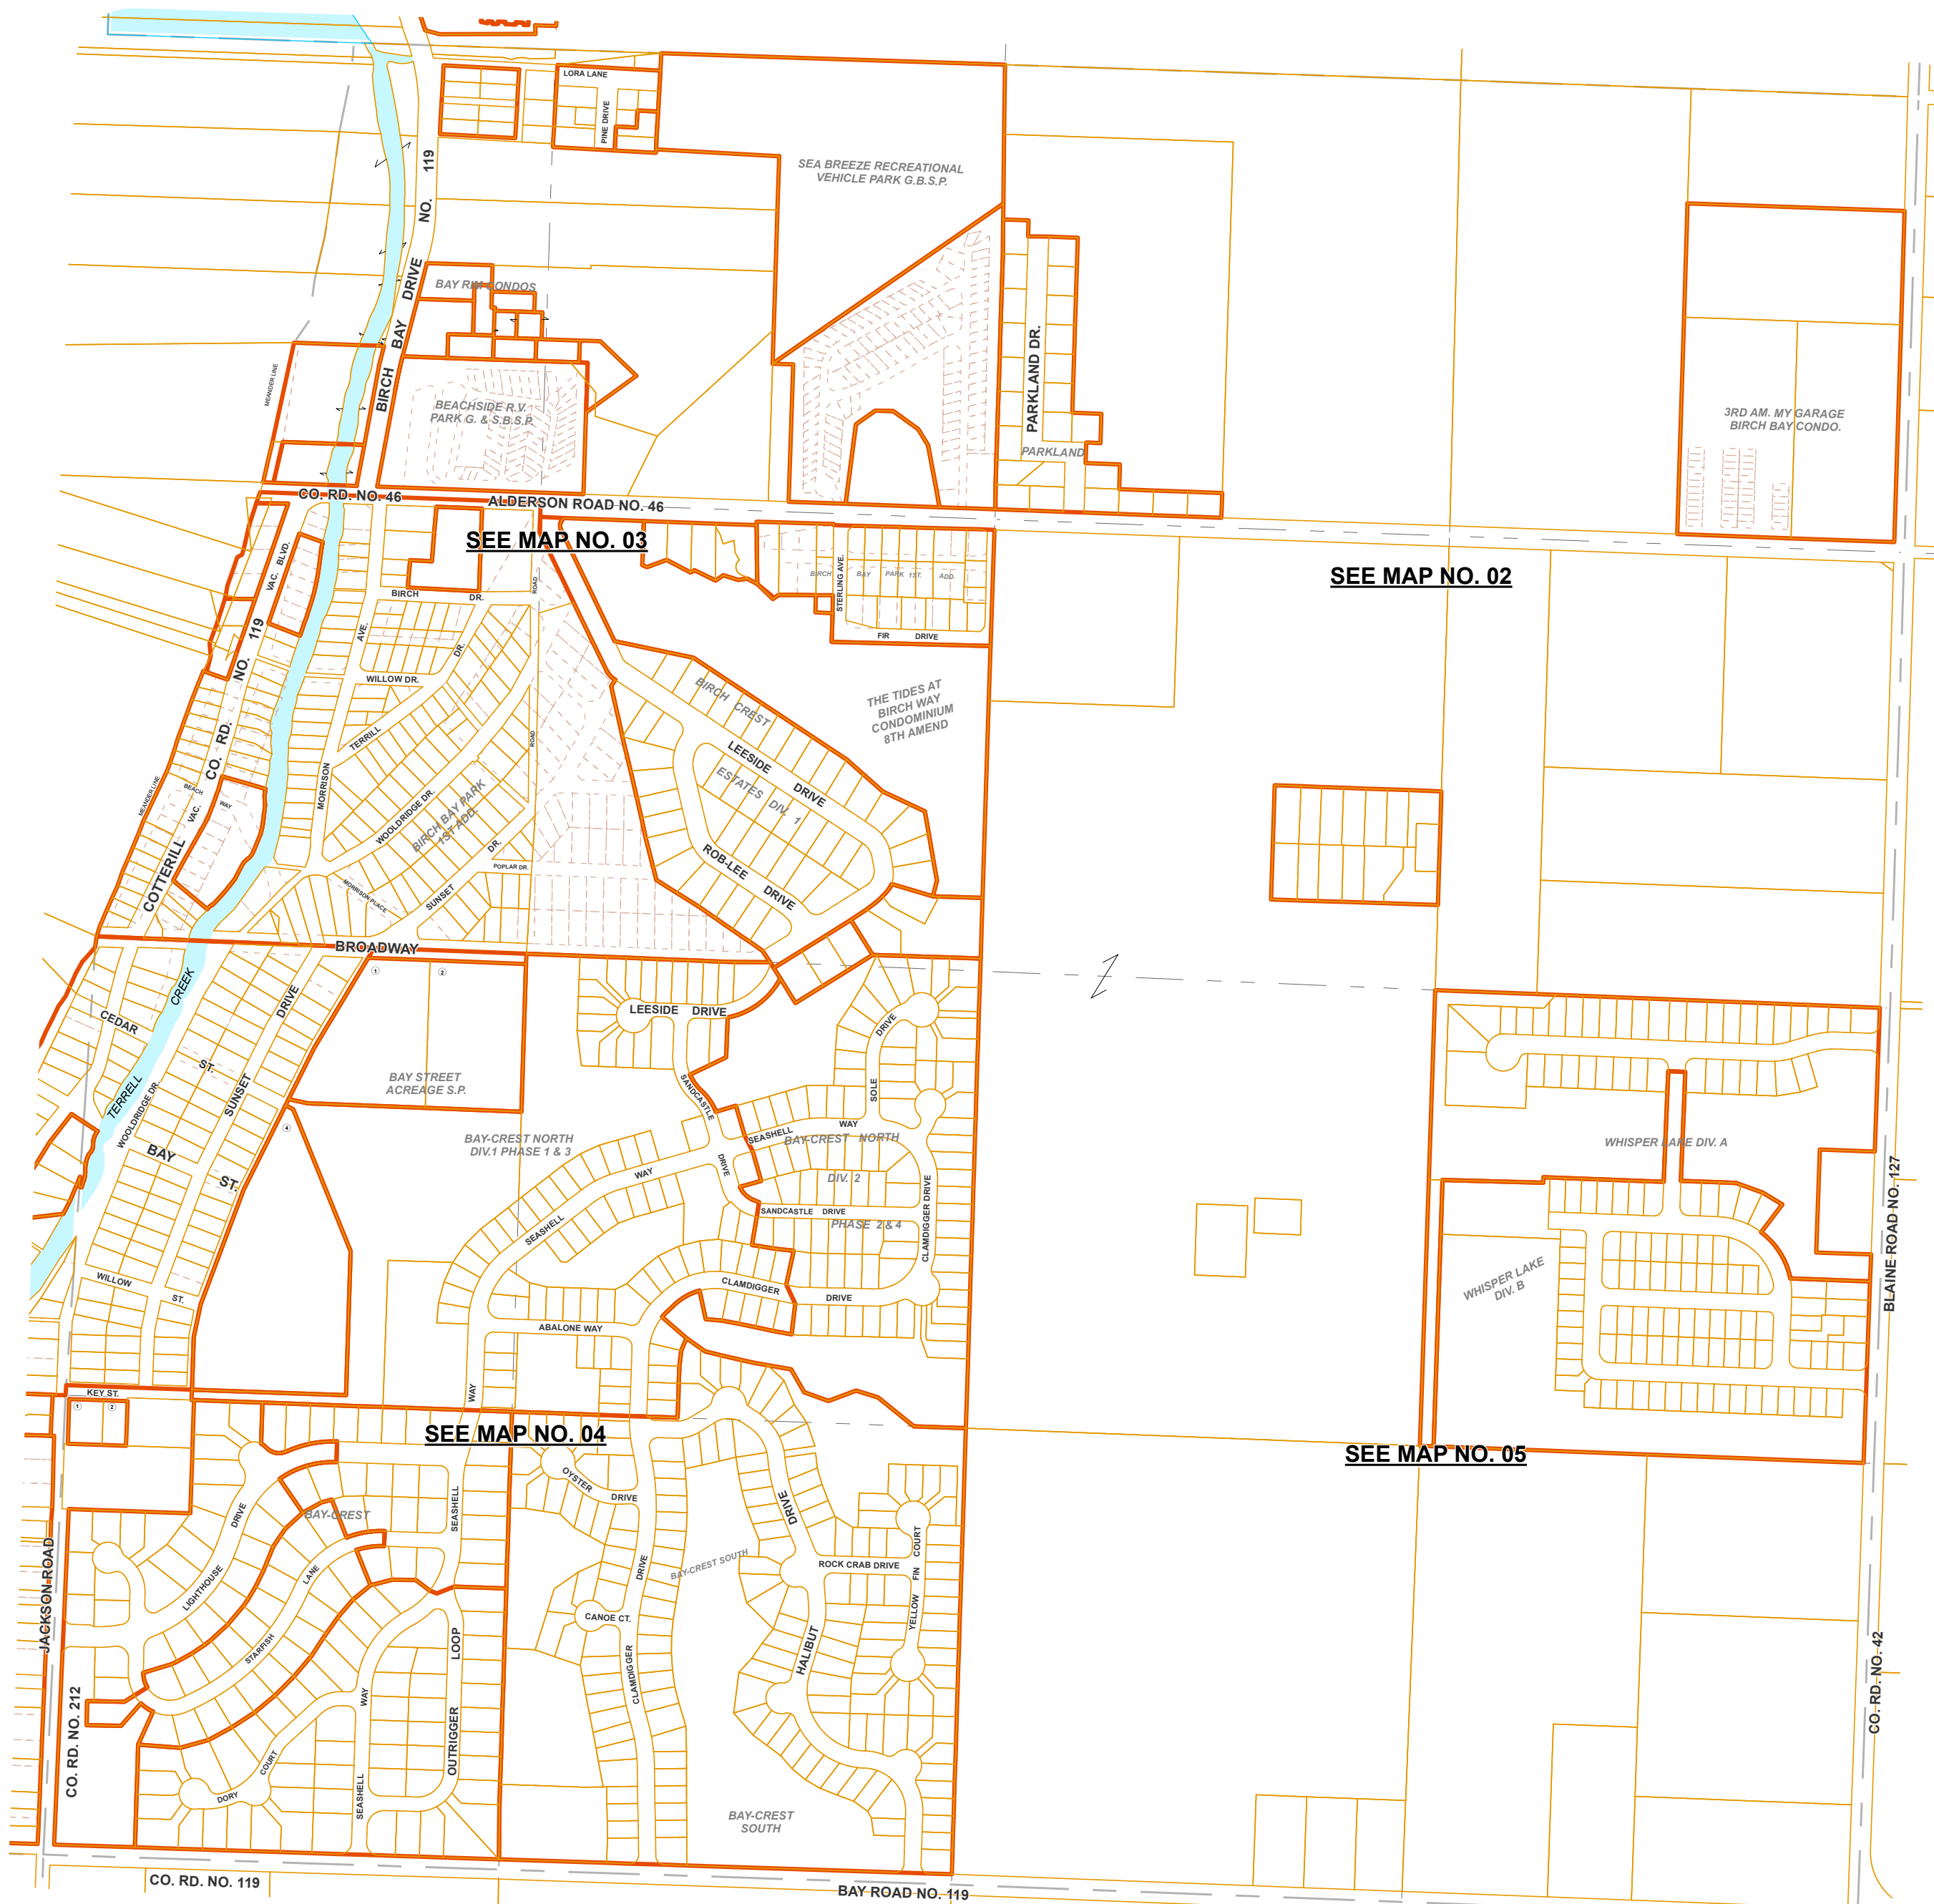 LORA LANE
PINE DRIVE
NO. 119
SEA BREEZE RECREATIONAL
VEHICLE PARK G.B.S.P.
BIRCH BAY DRIVE
BAY RIM CONDOS
MEANDER LINE
BEACHSIDE R.V.
PARK G. & S.B.S.P.
PARKLAND DR.
PARKLAND
3RD AM. MY GARAGE
BIRCH BAY CONDO.
CO. RD. NO. 46
ALDERSON ROAD NO. 46
SEE MAP NO. 03
SEE MAP NO. 02
VAC. BLVD.
BIRCH DR.
ROAD
STERLING AVE.
BIRCH BAY PARK 1ST. ADD.
FIR DRIVE
AVE.
DR.
WILLOW DR.
NO. 119
BIRCH CREST
THE TIDES AT
BIRCH WAY
CONDOMINIUM
8TH AMEND
TERRILL
ROAD
CO. RD.
LEESIDE DRIVE
ESTATES DIV. 1
MORRISON
MEANDER LINE
BEACH WAY
VAC.
WOOLDRIDGE DR.
BIRCH BAY PARK
1ST ADD.
DR.
ROB-LEE DRIVE
COTTERILL
POPLAR DR.
MORRISON PLACE
SUNSET
BROADWAY
1
2
CREEK
CEDAR
ST.
DRIVE
LEESIDE DRIVE
DRIVE
SOLE
BAY STREET
ACREAGE S.P.
SANDCASTLE
TERRELL
WOOLDRIDGE DR.
SUNSET
4
BAY
ST.
BAY-CREST NORTH
DIV.1 PHASE 1 & 3
SEASHELL WAY
BAY-CREST NORTH
DIV. 2
PHASE 2 & 4
DRIVE
SANDCASTLE DRIVE
CLAMDIGGER DRIVE
WHISPER LAKE DIV. A
BLAINE ROAD NO. 127
WAY
SEASHELL
WILLOW
ST.
CLAMDIGGER
DRIVE
WHISPER LAKE
DIV. B
ABALONE WAY
WAY
KEY ST.
1
2
SEE MAP NO. 04
SEE MAP NO. 05
OYSTER DRIVE
DRIVE
BAY-CREST
SEASHELL
DRIVE
DRIVE
BAY-CREST SOUTH
ROCK CRAB DRIVE
COURT
FIN
YELLOW
JACKSON ROAD
LIGHTHOUSE
LANE
STARFISH
CANOE CT.
CLAMDIGGER
HALIBUT
LOOP
OUTRIGGER
WAY
SEASHELL
COURT
DORY
CO. RD. NO. 212
CO. RD. NO. 42
BAY-CREST
SOUTH
CO. RD. NO. 119
BAY ROAD NO. 119